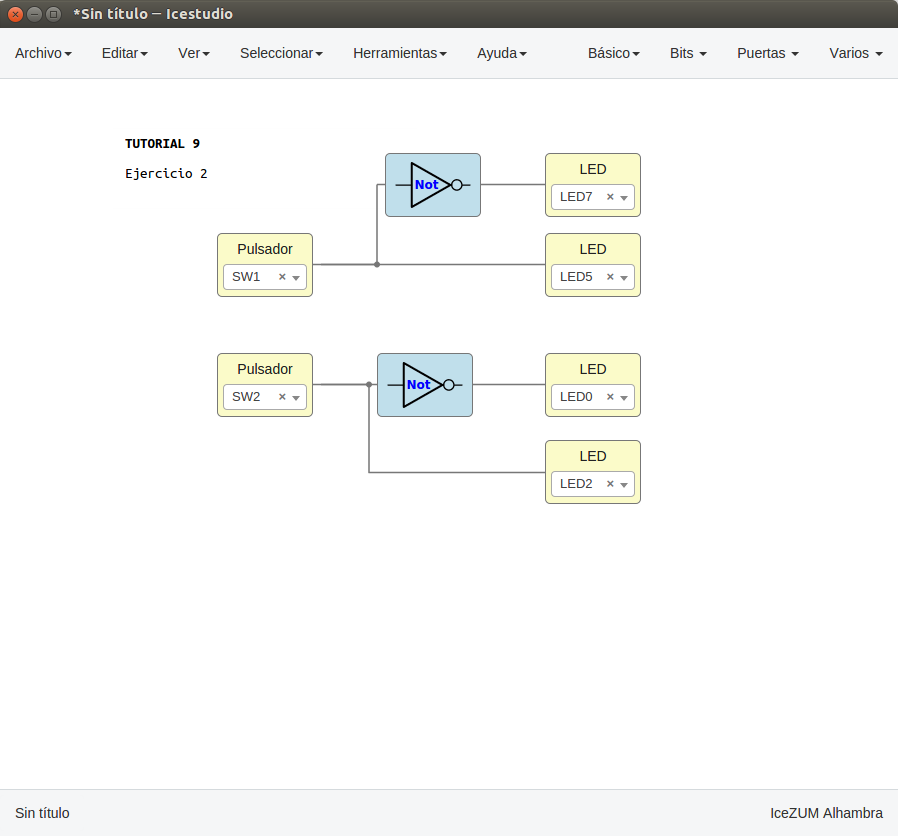 *Sin título — Icestudio
Archivo Editar Ver Seleccionar Herramientas Ayuda Básico Bits Puertas Varios
TUTORIAL 9
Ejercicio 2
Not
LED
LED7
Pulsador
SW1
LED
LED5
Pulsador
SW2
Not
LED
LED0
LED
LED2
Sin título IceZUM Alhambra